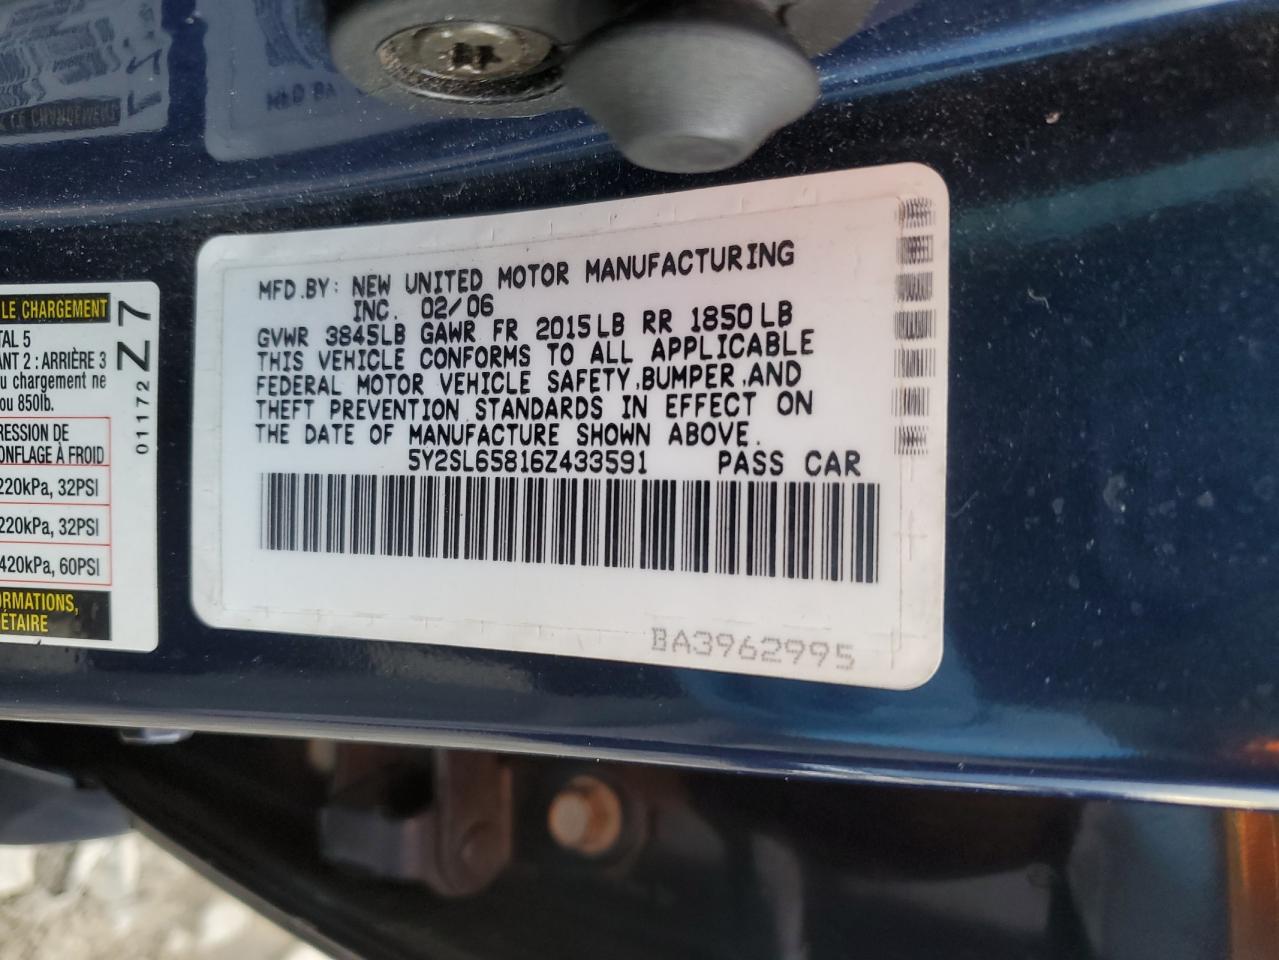 LE CHARGEMENT
TAL 5
ANT 2 : ARRIÈRE 3
u chargement ne
ou 850lb.
RESSION DE
ONFLAGE À FROID
220kPa, 32PSI
220kPa, 32PSI
420kPa, 60PSI
ORMATIONS,
ÉTAIRE
01172 Z7
MFD.BY: NEW UNITED MOTOR MANUFACTURING
INC. 02/06
GVWR 3845LB GAWR FR 2015LB RR 1850LB
THIS VEHICLE CONFORMS TO ALL APPLICABLE
FEDERAL MOTOR VEHICLE SAFETY,BUMPER,AND
THEFT PREVENTION STANDARDS IN EFFECT ON
THE DATE OF MANUFACTURE SHOWN ABOVE.
5Y2SL65816Z433591 PASS CAR
BA3962995